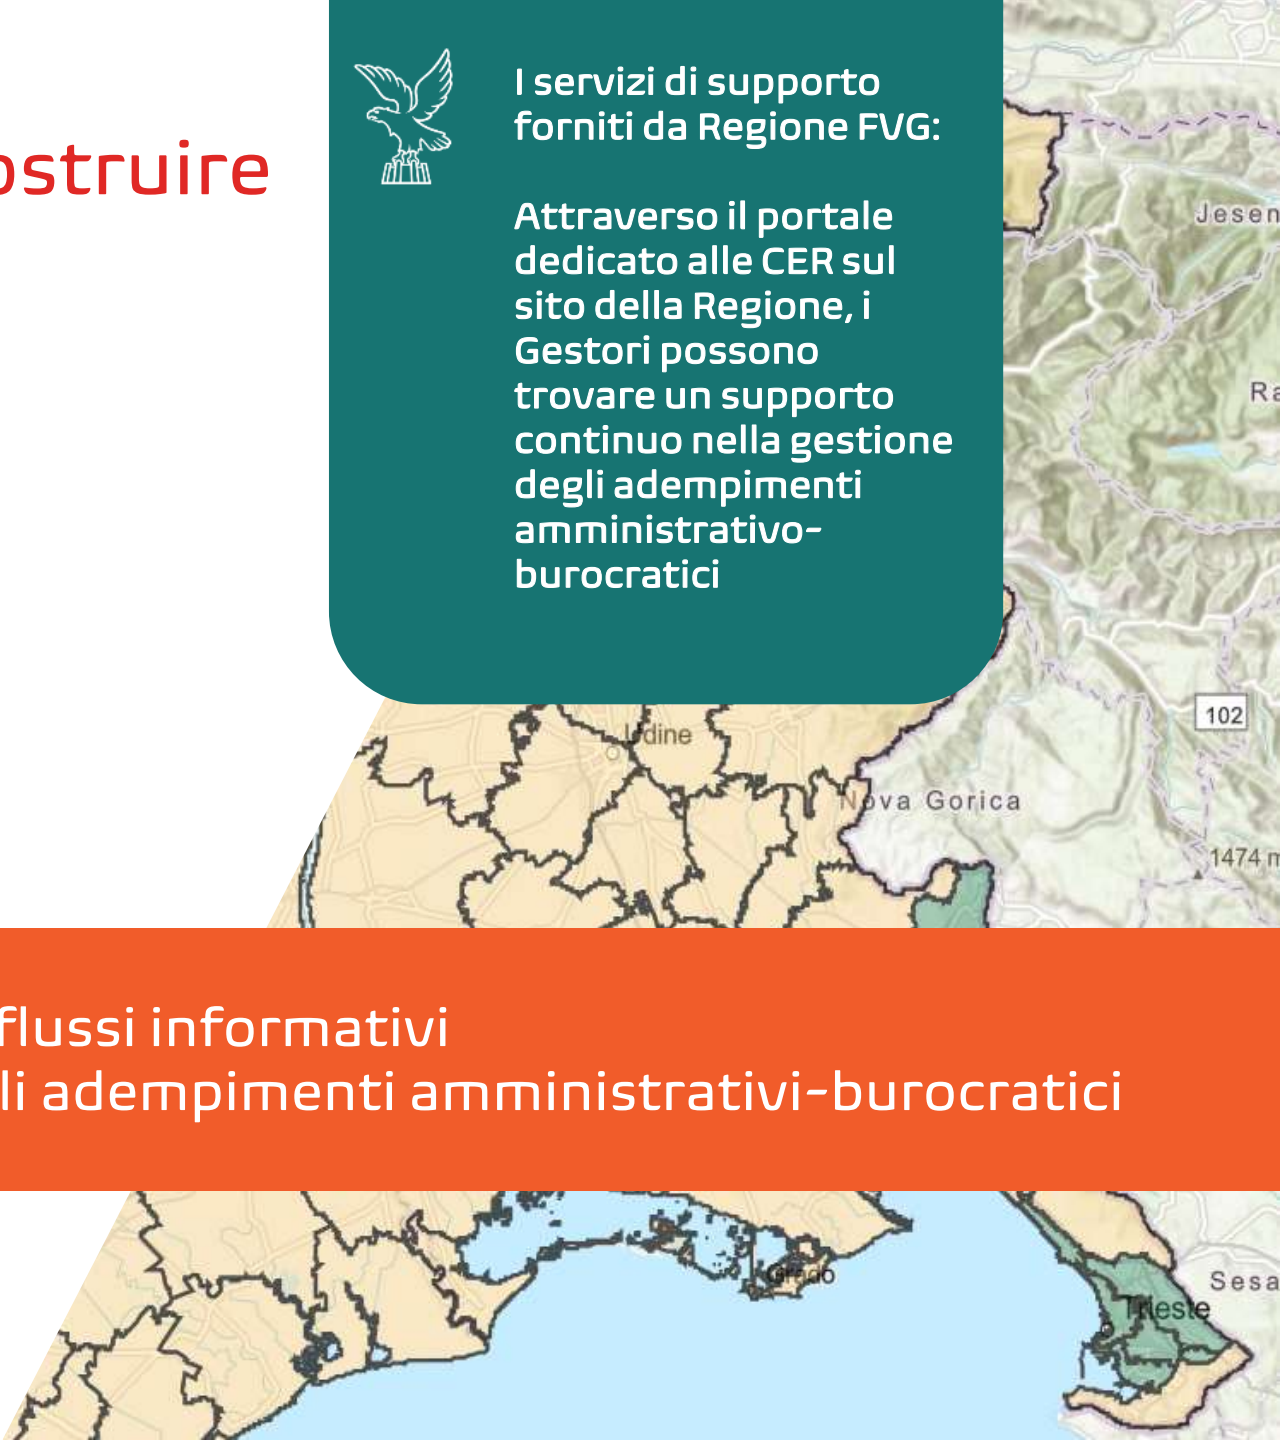 I servizi di supporto
forniti da Regione FVG:
ostruire
Attraverso il portale
dedicato alle CER sul
sito della Regione, i
Gestori possono
trovare un supporto
continuo nella gestione
degli adempimenti
amministrativo-
burocratici
Jesen
Ra
102
Udine
Nova Gorica
1474 m
flussi informativi
li adempimenti amministrativi-burocratici
Grado
Sesa
Trieste